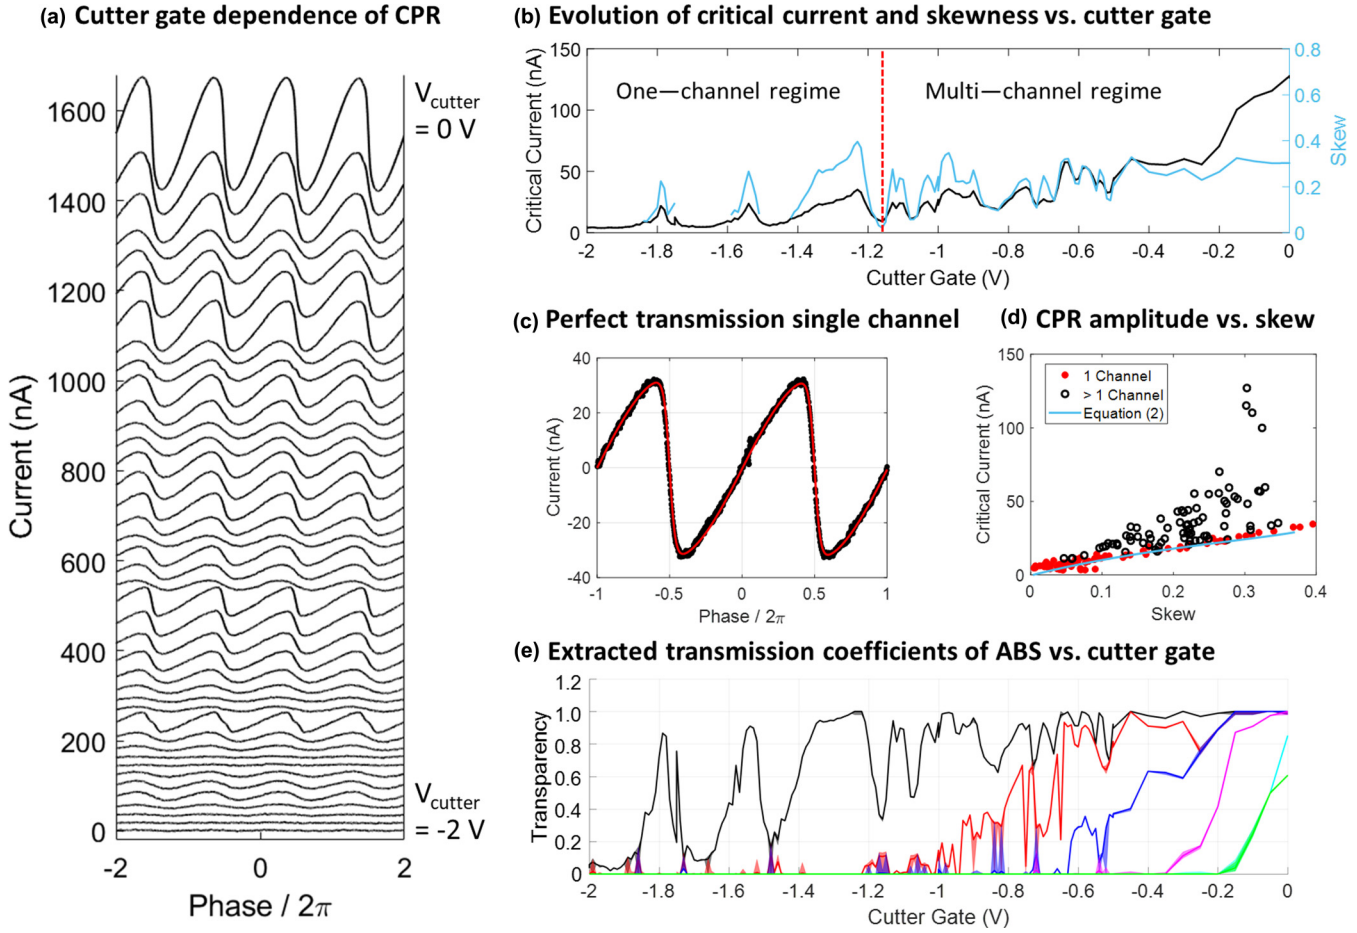 (a) Cutter gate dependence of CPR
1600
1400
1200
1000
800
600
400
200
0
Current (nA)
-2
0
2
Phase / 2π
V_cutter
= 0 V
V_cutter
= -2 V
(b) Evolution of critical current and skewness vs. cutter gate
150
100
50
0
Critical Current (nA)
One—channel regime
Multi—channel regime
0.8
0.6
0.4
0.2
0
Skew
-2 -1.8 -1.6 -1.4 -1.2 -1 -0.8 -0.6 -0.4 -0.2 0
Cutter Gate (V)
(c) Perfect transmission single channel
40
20
0
-20
-40
Current (nA)
-1 -0.5 0 0.5 1
Phase / 2π
(d) CPR amplitude vs. skew
150
100
50
0
Critical Current (nA)
1 Channel
> 1 Channel
Equation (2)
0 0.1 0.2 0.3 0.4
Skew
(e) Extracted transmission coefficients of ABS vs. cutter gate
1.2
1.0
0.8
0.6
0.4
0.2
0
Transparency
-2 -1.8 -1.6 -1.4 -1.2 -1 -0.8 -0.6 -0.4 -0.2 0
Cutter Gate (V)